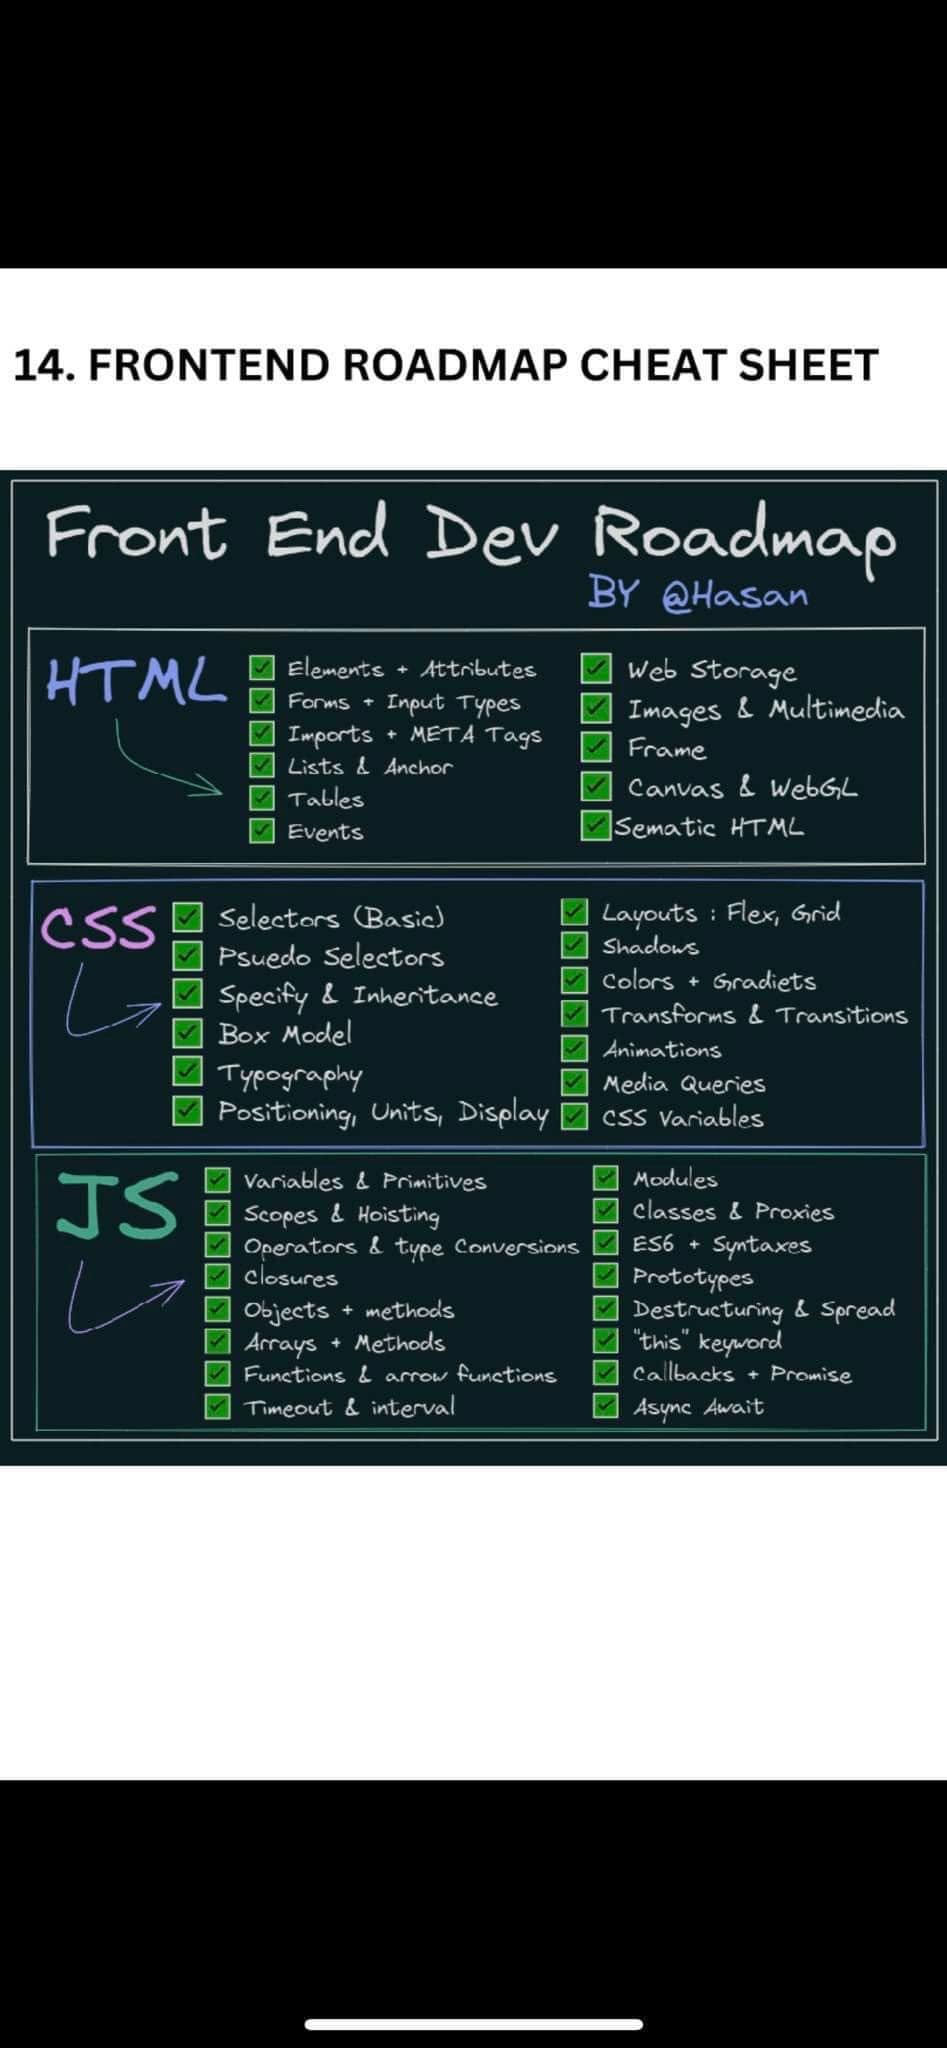 14. FRONTEND ROADMAP CHEAT SHEET
Front End Dev Roadmap
BY @Hasan
HTML
Elements + Attributes
Forms + Input Types
Imports + META Tags
Lists & Anchor
Tables
Events
Web Storage
Images & Multimedia
Frame
Canvas & WebGL
Sematic HTML
CSS
Selectors (Basic)
Psuedo Selectors
Specify & Inheritance
Box Model
Typography
Positioning, Units, Display
Layouts : Flex, Grid
Shadows
Colors + Gradiets
Transforms & Transitions
Animations
Media Queries
CSS Variables
JS
Variables & Primitives
Scopes & Hoisting
Operators & type Conversions
Closures
Objects + methods
Arrays + Methods
Functions & arrow functions
Timeout & interval
Modules
Classes & Proxies
ES6 + Syntaxes
Prototypes
Destructuring & Spread
"this" keyword
Callbacks + Promise
Async Await